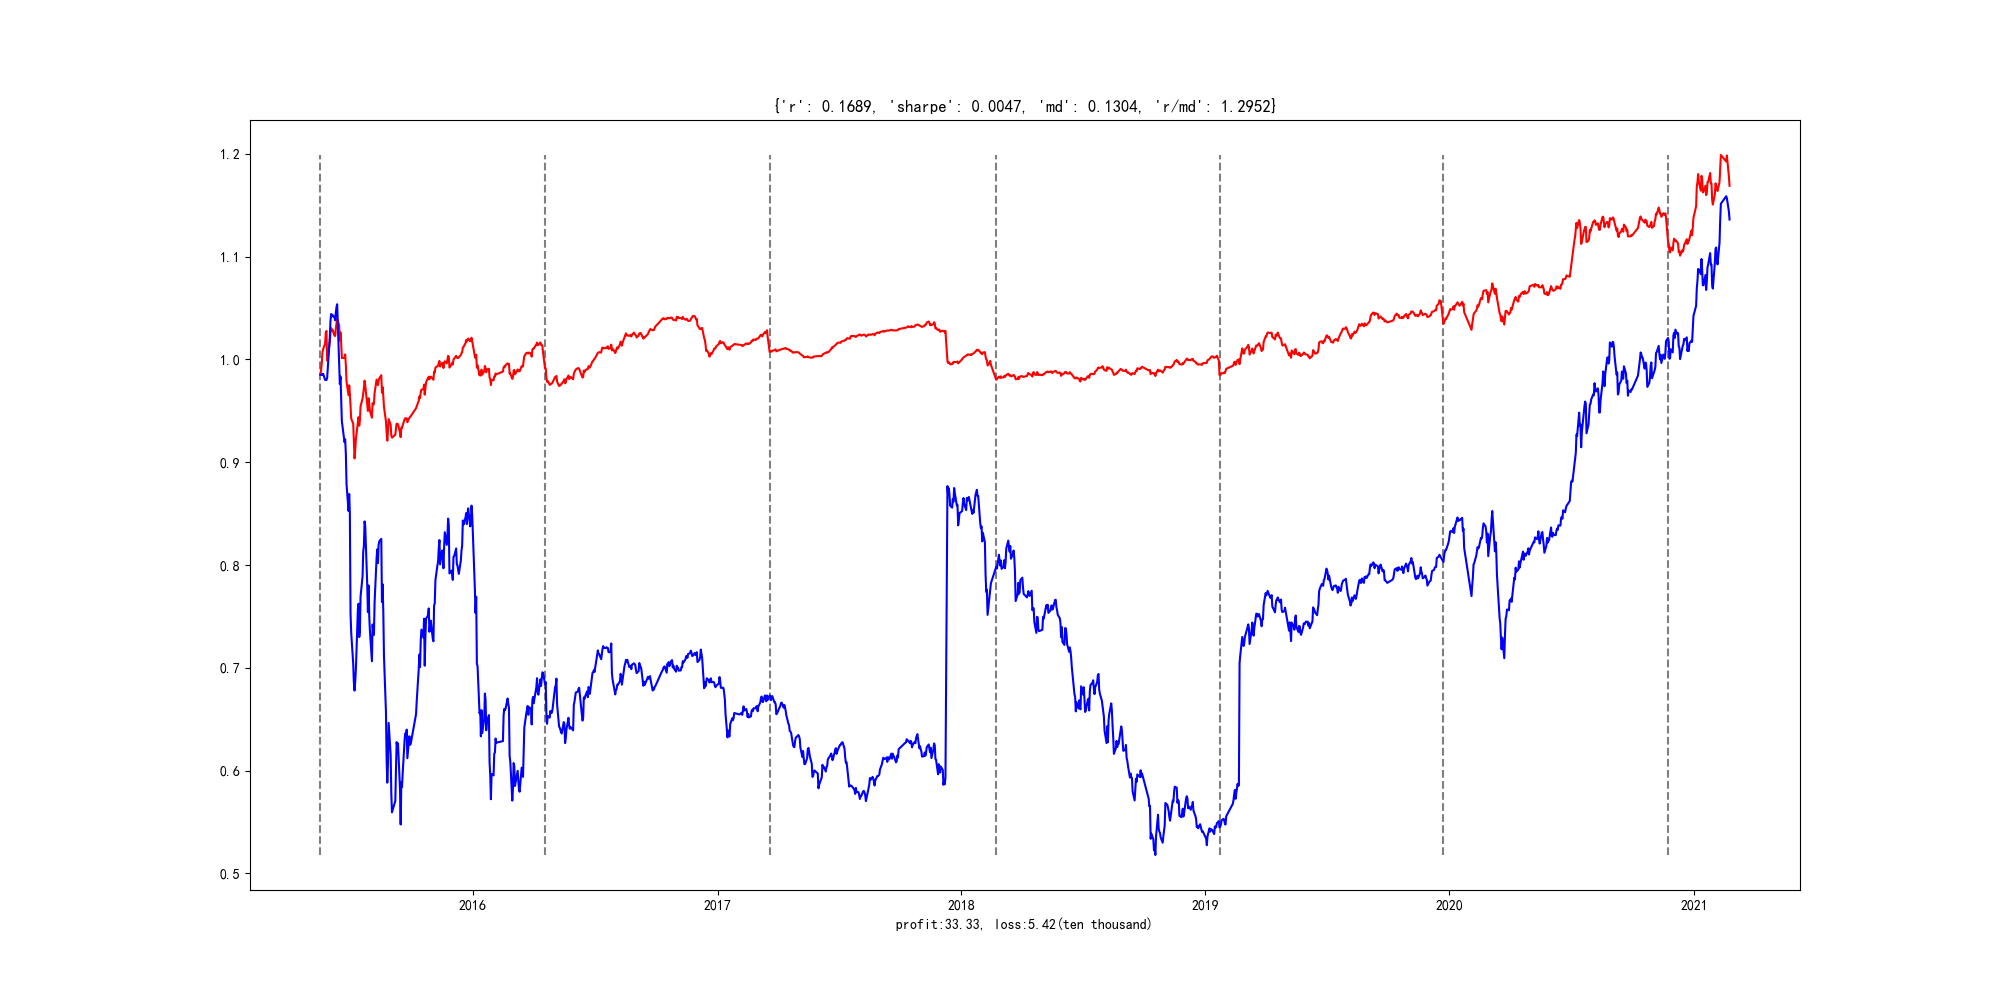 {'r': 0.1689, 'sharpe': 0.0047, 'md': 0.1304, 'r/md': 1.2952}
1.2
1.1
1.0
0.9
0.8
0.7
0.6
0.5
2016 2017 2018 2019 2020 2021
profit:33.33, loss:5.42(ten thousand)